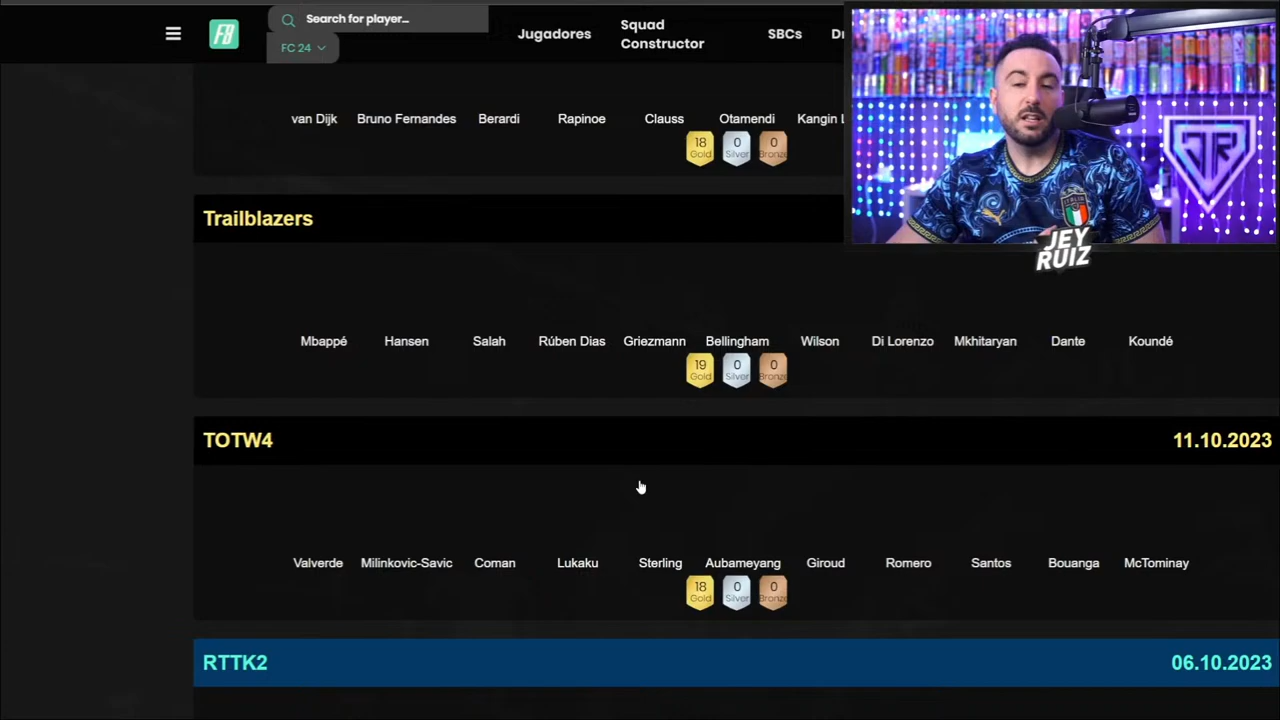 FB
Search for player...
FC 24
Jugadores
Squad
Constructor
SBCs
van Dijk Bruno Fernandes Berardi Rapinoe Clauss Otamendi Kangin
18 0 0
Gold Silver Bronze
Trailblazers
JEY
RUIZ
Mbappé Hansen Salah Rúben Dias Griezmann Bellingham Wilson Di Lorenzo Mkhitaryan Dante Koundé
19 0 0
Gold Silver Bronze
TOTW4 11.10.2023
Valverde Milinkovic-Savic Coman Lukaku Sterling Aubameyang Giroud Romero Santos Bouanga McTominay
18 0 0
Gold Silver Bronze
RTTK2 06.10.2023